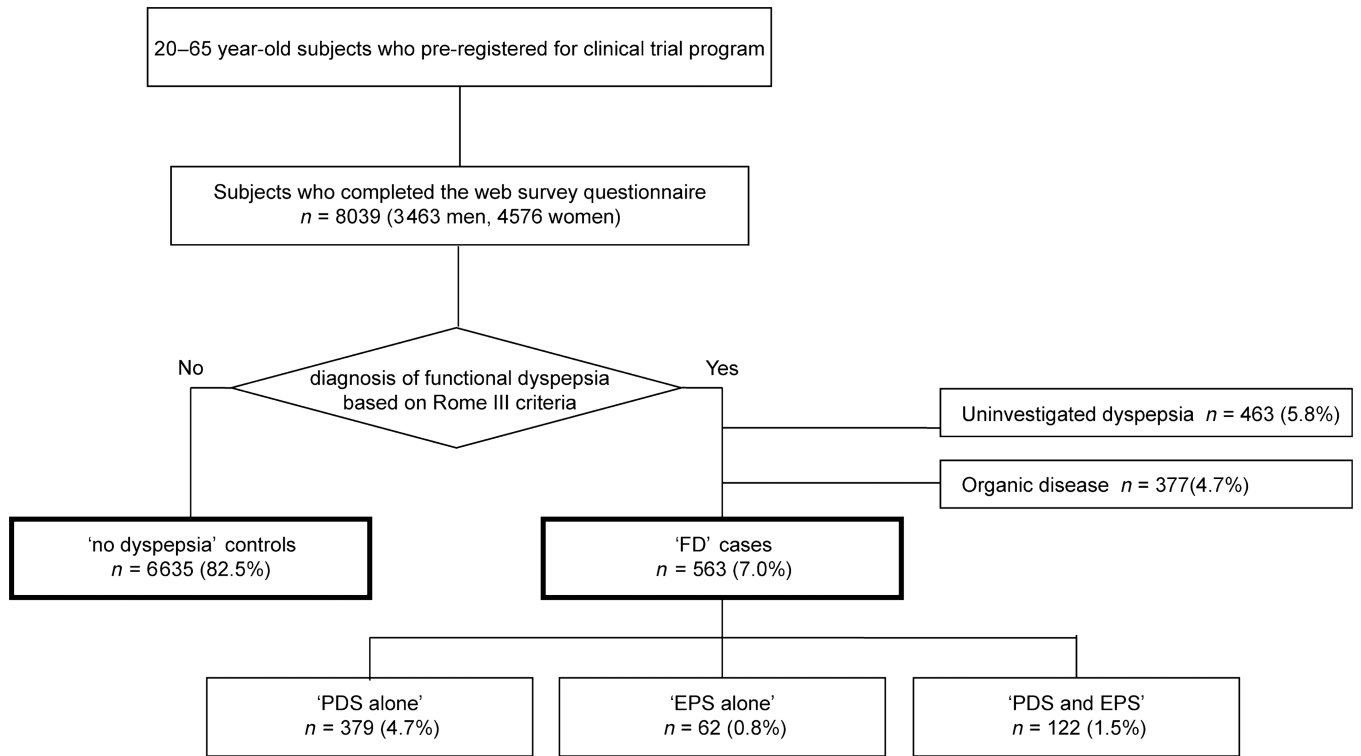 20–65 year-old subjects who pre-registered for clinical trial program
Subjects who completed the web survey questionnaire
n = 8039 (3463 men, 4576 women)
No
Yes
diagnosis of functional dyspepsia
based on Rome III criteria
Uninvestigated dyspepsia n = 463 (5.8%)
Organic disease n = 377(4.7%)
‘no dyspepsia’ controls
n = 6635 (82.5%)
‘FD’ cases
n = 563 (7.0%)
‘PDS alone’
n = 379 (4.7%)
‘EPS alone’
n = 62 (0.8%)
‘PDS and EPS’
n = 122 (1.5%)